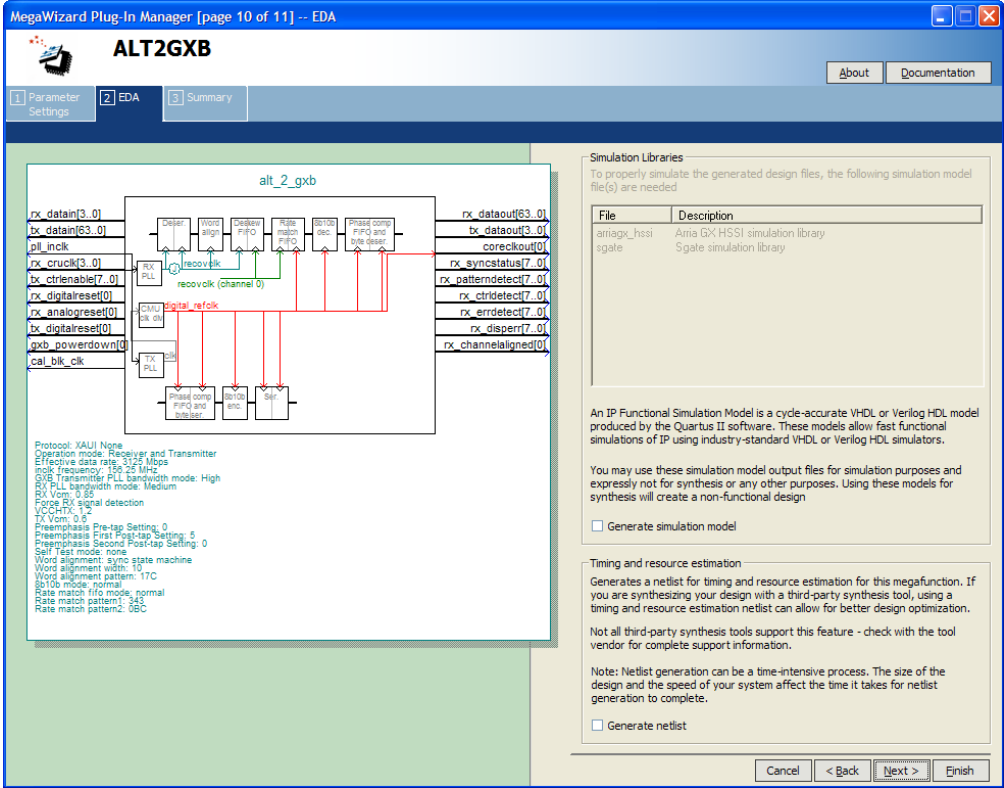 MegaWizard Plug-In Manager [page 10 of 11] -- EDA
ALT2GXB
About
Documentation
1 Parameter
Settings
2 EDA
3 Summary
alt_2_gxb
rx_datain[3..0]
tx_datain[63..0]
pll_inclk
rx_cruclk[3..0]
tx_ctrlenable[7..0]
rx_digitalreset[0]
rx_analogreset[0]
tx_digitalreset[0]
gxb_powerdown[0]
cal_blk_clk
Deser.
Word
align
Deskew
FIFO
Rate
match
FIFO
8b10b
dec.
Phase comp
FIFO and
byte deser.
RX
PLL
recovclk
recovclk (channel 0)
CMU
clk div
digital_refclk
TX
PLL
clk
Phase comp
FIFO and
byte ser.
8b10b
enc.
Ser.
rx_dataout[63..0]
tx_dataout[3..0]
coreclkout[0]
rx_syncstatus[7..0]
rx_patterndetect[7..0]
rx_ctrldetect[7..0]
rx_errdetect[7..0]
rx_disperr[7..0]
rx_channelaligned[0]
Protocol: XAUI None
Operation mode: Receiver and Transmitter
Effective data rate: 3125 Mbps
inclk frequency: 156.25 MHz
GXB Transmitter PLL bandwidth mode: High
RX PLL bandwidth mode: Medium
RX Vcm: 0.85
Force RX signal detection
VCCHTX: 1.2
TX Vcm: 0.6
Preemphasis Pre-tap Setting: 0
Preemphasis First Post-tap Setting: 5
Preemphasis Second Post-tap Setting: 0
Self Test mode: none
Word alignment: sync state machine
Word alignment width: 10
Word alignment pattern: 17C
8b10b mode: normal
Rate match fifo mode: normal
Rate match pattern1: 343
Rate match pattern2: 0BC
Simulation Libraries
To properly simulate the generated design files, the following simulation model
file(s) are needed
File Description
arriagx_hssi Arria GX HSSI simulation library
sgate Sgate simulation library
An IP Functional Simulation Model is a cycle-accurate VHDL or Verilog HDL model
produced by the Quartus II software. These models allow fast functional
simulations of IP using industry-standard VHDL or Verilog HDL simulators.
You may use these simulation model output files for simulation purposes and
expressly not for synthesis or any other purposes. Using these models for
synthesis will create a non-functional design
Generate simulation model
Timing and resource estimation
Generates a netlist for timing and resource estimation for this megafunction. If
you are synthesizing your design with a third-party synthesis tool, using a
timing and resource estimation netlist can allow for better design optimization.
Not all third-party synthesis tools support this feature - check with the tool
vendor for complete support information.
Note: Netlist generation can be a time-intensive process. The size of the
design and the speed of your system affect the time it takes for netlist
generation to complete.
Generate netlist
Cancel
< Back
Next >
Finish